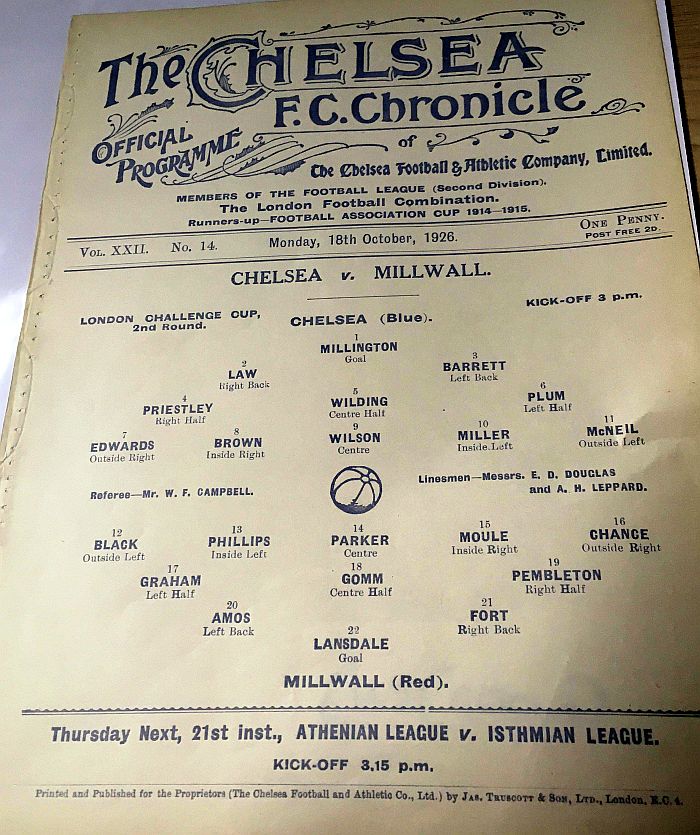 The CHELSEA
F.C. Chronicle
OFFICIAL
PROGRAMME
of
The Chelsea Football & Athletic Company, Limited.
MEMBERS OF THE FOOTBALL LEAGUE (Second Division).
The London Football Combination.
Runners-up—FOOTBALL ASSOCIATION CUP 1914—1915.
VOL. XXII. No. 14. Monday, 18th October, 1926. ONE PENNY.
POST FREE 2D.
CHELSEA v. MILLWALL.
LONDON CHALLENGE CUP,
2nd Round.
CHELSEA (Blue).
KICK-OFF 3 p.m.
1
MILLINGTON
Goal
2 3
LAW BARRETT
Right Back Left Back
4 5 6
PRIESTLEY WILDING PLUM
Right Half Centre Half Left Half
7 8 9 10 11
EDWARDS BROWN WILSON MILLER McNEIL
Outside Right Inside Right Centre Inside Left Outside Left
Referee—Mr. W. F. CAMPBELL.
Linesmen—Messrs. E. D. DOUGLAS
and A. H. LEPPARD.
12 13 14 15 16
BLACK PHILLIPS PARKER MOULE CHANCE
Outside Left Inside Left Centre Inside Right Outside Right
17 18 19
GRAHAM GOMM PEMBLETON
Left Half Centre Half Right Half
20 21
AMOS FORT
Left Back Right Back
22
LANSDALE
Goal
MILLWALL (Red).
Thursday Next, 21st inst., ATHENIAN LEAGUE v. ISTHMIAN LEAGUE.
KICK-OFF 3.15 p.m.
Printed and Published for the Proprietors (The Chelsea Football and Athletic Co., Ltd.) by JAS. TRUSCOTT & SON, LTD., London, E.C. 4.